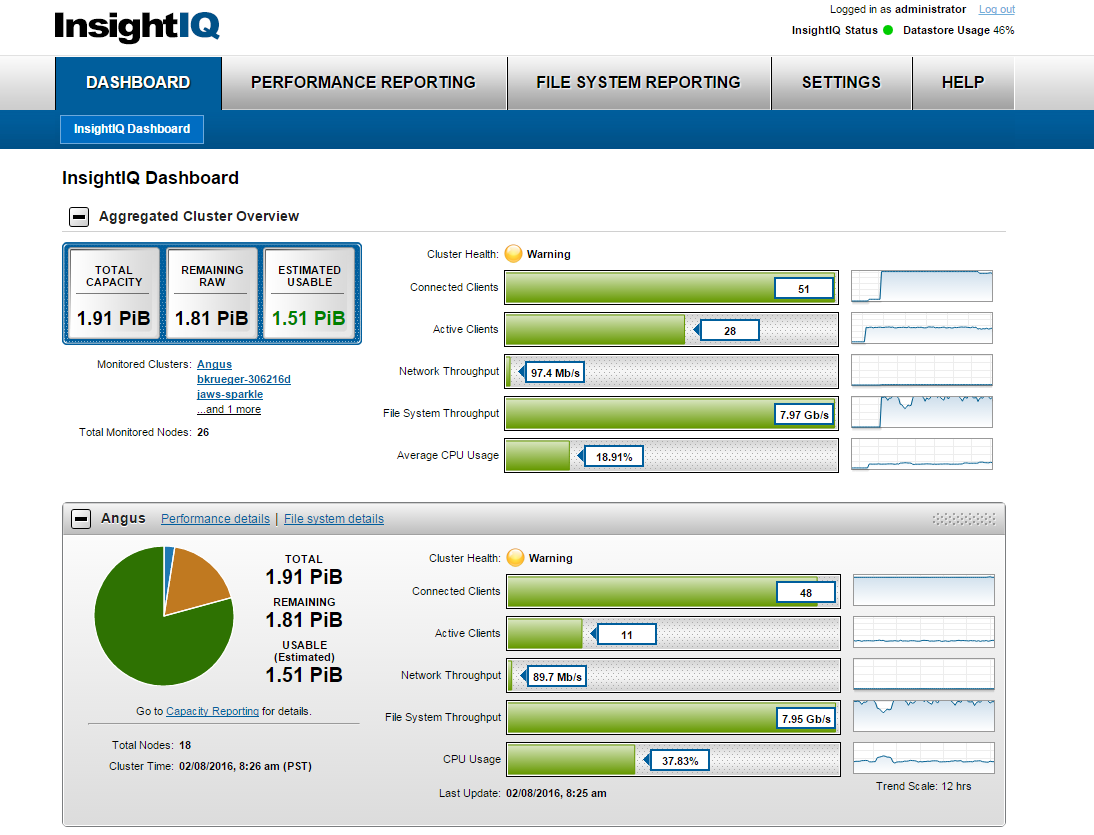 InsightIQ
Logged in as administrator Log out
InsightIQ Status Datastore Usage 46%
DASHBOARD PERFORMANCE REPORTING FILE SYSTEM REPORTING SETTINGS HELP
InsightIQ Dashboard
InsightIQ Dashboard
Aggregated Cluster Overview
TOTAL CAPACITY
1.91 PiB
REMAINING RAW
1.81 PiB
ESTIMATED USABLE
1.51 PiB
Monitored Clusters: Angus
bkrueger-306216d
jaws-sparkle
...and 1 more
Total Monitored Nodes: 26
Cluster Health: Warning
Connected Clients 51
Active Clients 28
Network Throughput 97.4 Mb/s
File System Throughput 7.97 Gb/s
Average CPU Usage 18.91%
Angus Performance details | File system details
TOTAL
1.91 PiB
REMAINING
1.81 PiB
USABLE
(Estimated)
1.51 PiB
Go to Capacity Reporting for details.
Total Nodes: 18
Cluster Time: 02/08/2016, 8:26 am (PST)
Cluster Health: Warning
Connected Clients 48
Active Clients 11
Network Throughput 89.7 Mb/s
File System Throughput 7.95 Gb/s
CPU Usage 37.83%
Last Update: 02/08/2016, 8:25 am
Trend Scale: 12 hrs